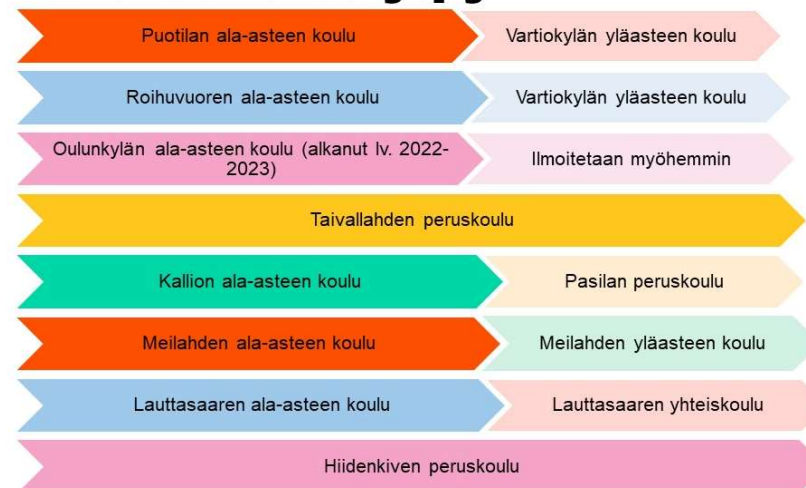 Puotilan ala-asteen koulu
Vartiokylän yläasteen koulu
Roihuvuoren ala-asteen koulu
Vartiokylän yläasteen koulu
Oulunkylän ala-asteen koulu (alkanut lv. 2022-
2023)
Ilmoitetaan myöhemmin
Taivallahden peruskoulu
Kallion ala-asteen koulu
Pasilan peruskoulu
Meilahden ala-asteen koulu
Meilahden yläasteen koulu
Lauttasaaren ala-asteen koulu
Lauttasaaren yhteiskoulu
Hiidenkiven peruskoulu